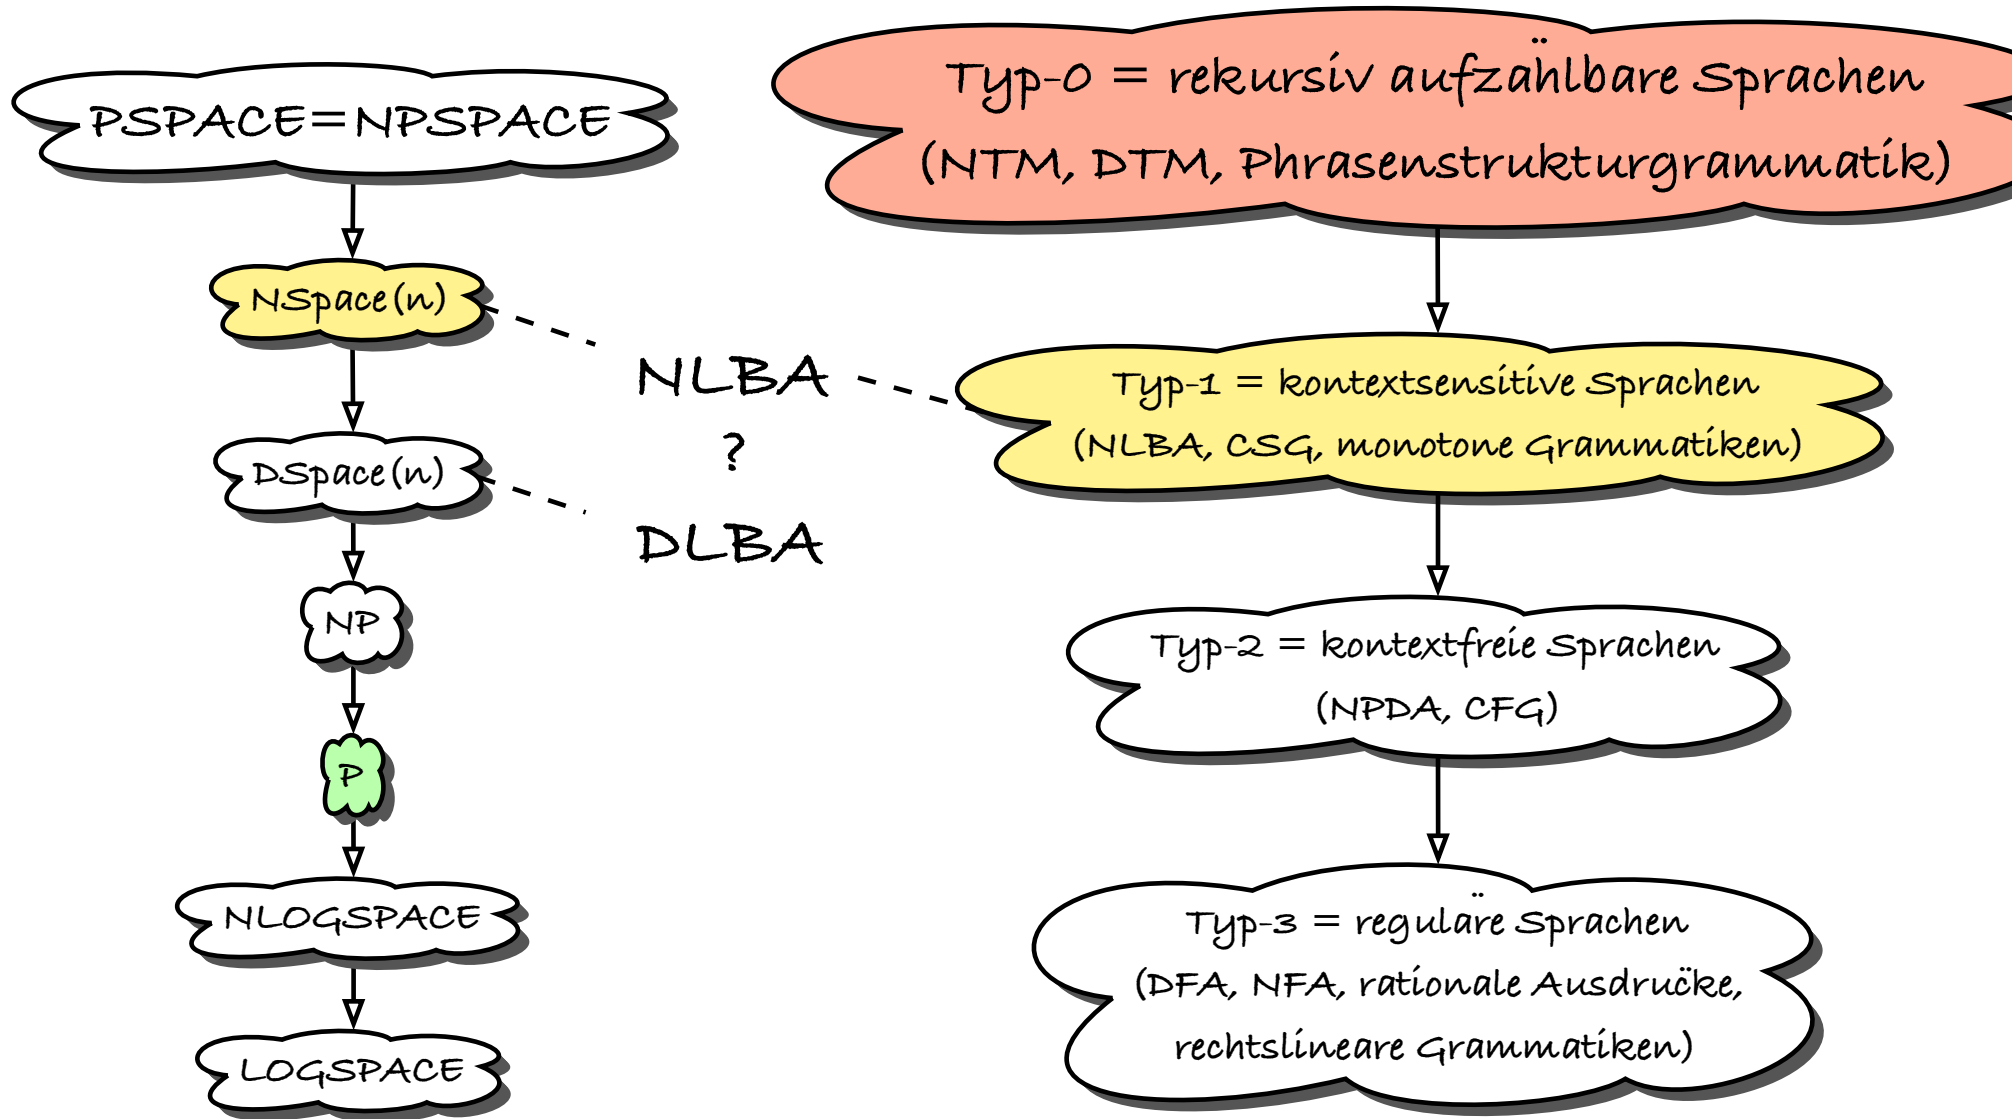 PSPACE=NPSPACE
NSpace(n)
DSpace(n)
NP
P
NLOGSPACE
LOGSPACE
NLBA
?
DLBA
Typ-0 = rekursiv aufzählbare Sprachen
(NTM, DTM, Phrasenstrukturgrammatik)
Typ-1 = kontextsensitive Sprachen
(NLBA, CSG, monotone Grammatiken)
Typ-2 = kontextfreie Sprachen
(NPDA, CFG)
Typ-3 = reguläre Sprachen
(DFA, NFA, rationale Ausdrücke,
rechtslineare Grammatiken)